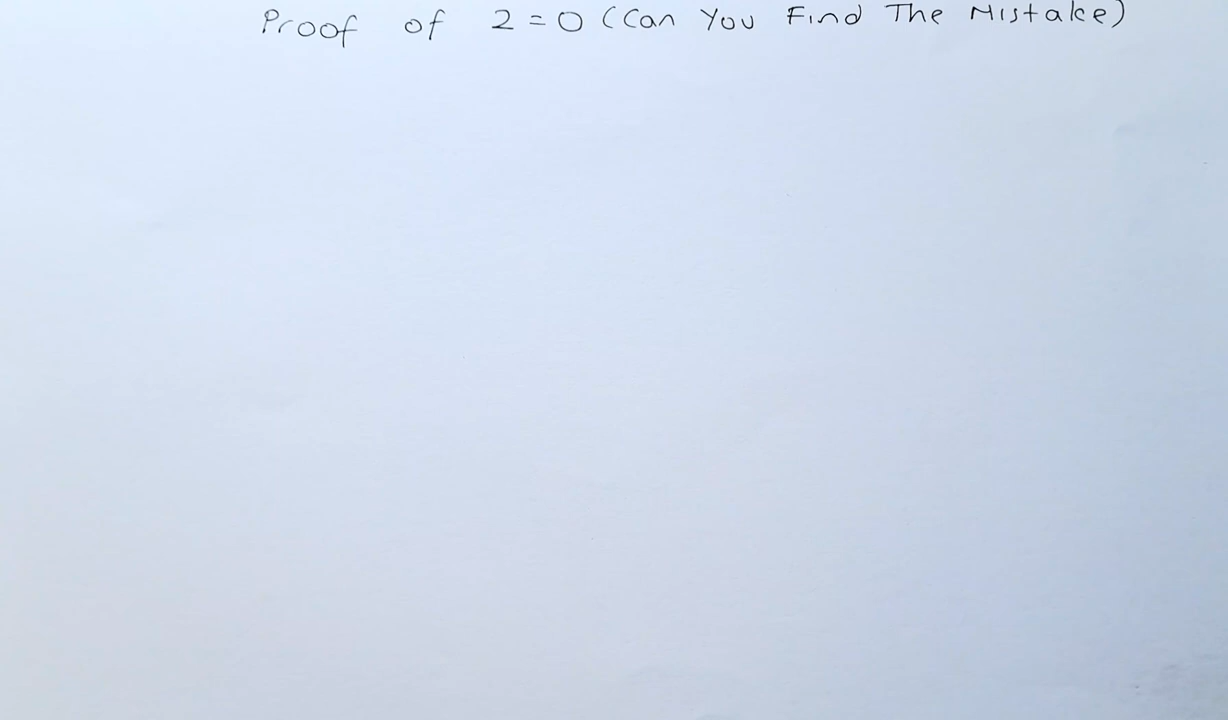 Proof of 2 = 0 (Can You Find The Mistake)